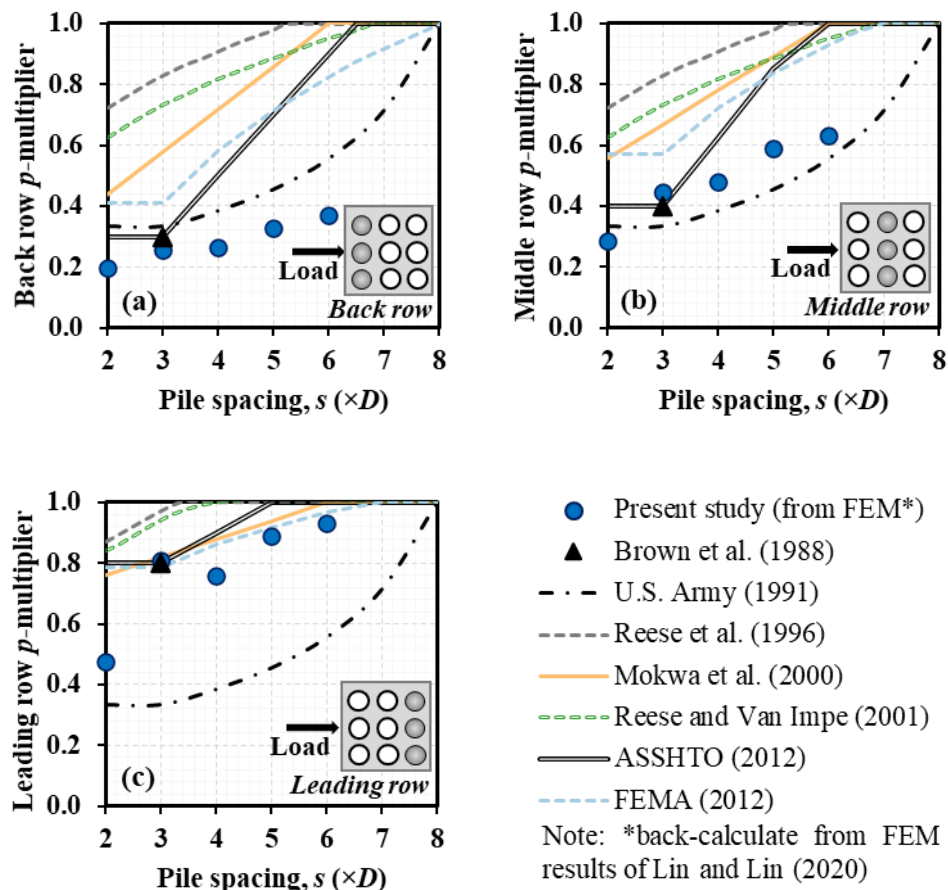 Back row p-multiplier
1.0
0.8
0.6
0.4
0.2
0.0
(a)
Load
Back row
2 3 4 5 6 7 8
Pile spacing, s (×D)
Middle row p-multiplier
1.0
0.8
0.6
0.4
0.2
0.0
(b)
Load
Middle row
2 3 4 5 6 7 8
Pile spacing, s (×D)
Leading row p-multiplier
1.0
0.8
0.6
0.4
0.2
0.0
(c)
Load
Leading row
2 3 4 5 6 7 8
Pile spacing, s (×D)
Present study (from FEM*)
Brown et al. (1988)
U.S. Army (1991)
Reese et al. (1996)
Mokwa et al. (2000)
Reese and Van Impe (2001)
ASSHTO (2012)
FEMA (2012)
Note: *back-calculate from FEM
results of Lin and Lin (2020)